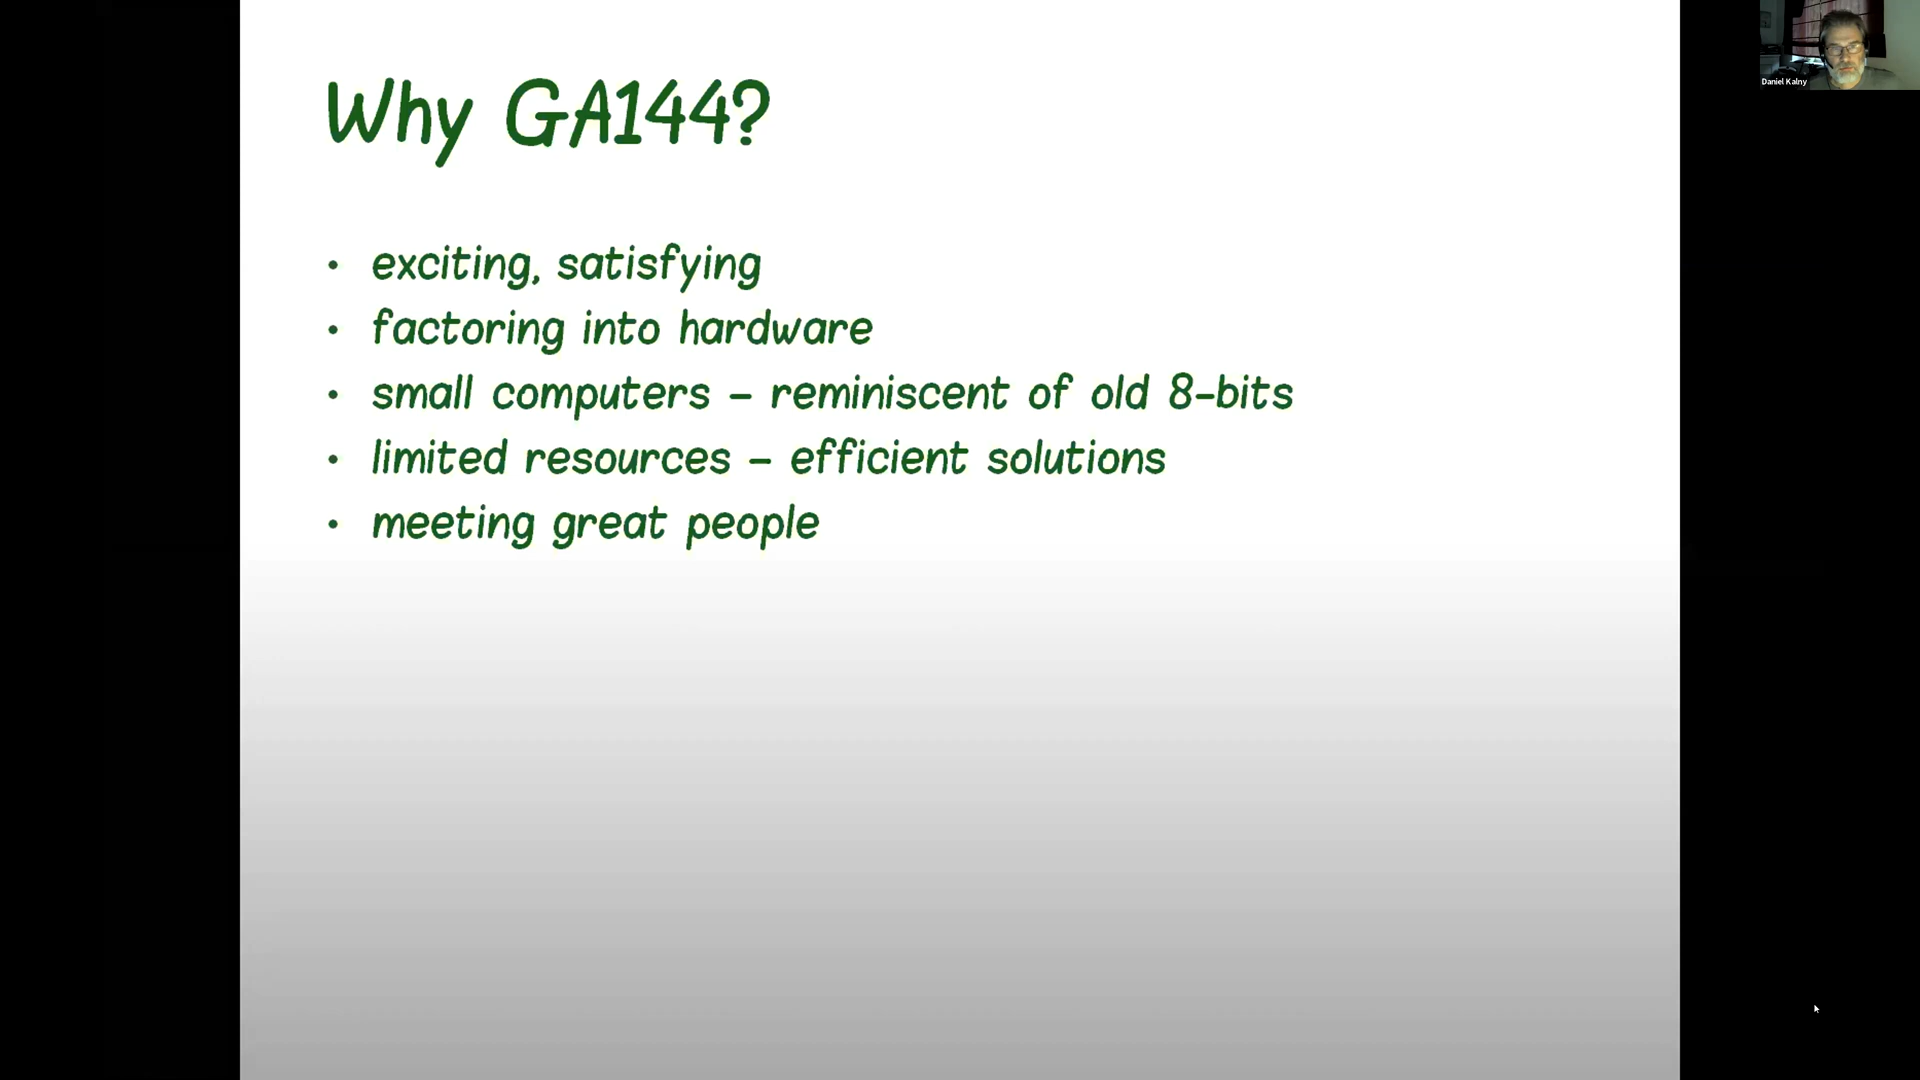 Why GA144?
• exciting, satisfying
• factoring into hardware
• small computers – reminiscent of old 8-bits
• limited resources – efficient solutions
• meeting great people
Daniel Kalny